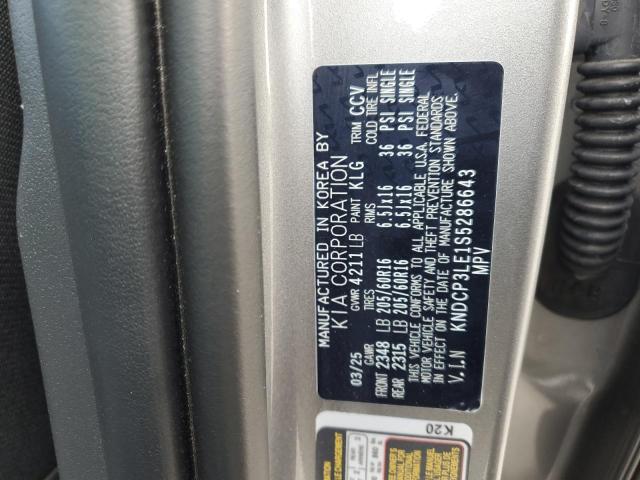 MANUFACTURED IN KOREA BY
KIA CORPORATION
03/25 GVWR 4211 LB PAINT KLG TRIM CCV
GAWR TIRES RIMS COLD TIRE INFL
FRONT 2348 LB 205/60R16 6.5Jx16 36 PSI SINGLE
REAR 2315 LB 205/60R16 6.5Jx16 36 PSI SINGLE
THIS VEHICLE CONFORMS TO ALL APPLICABLE U.S.A. FEDERAL
MOTOR VEHICLE SAFETY AND THEFT PREVENTION STANDARDS
IN EFFECT ON THE DATE OF MANUFACTURE SHOWN ABOVE.
V.I.N KNDCP3LE1S5286643
MPV
K20